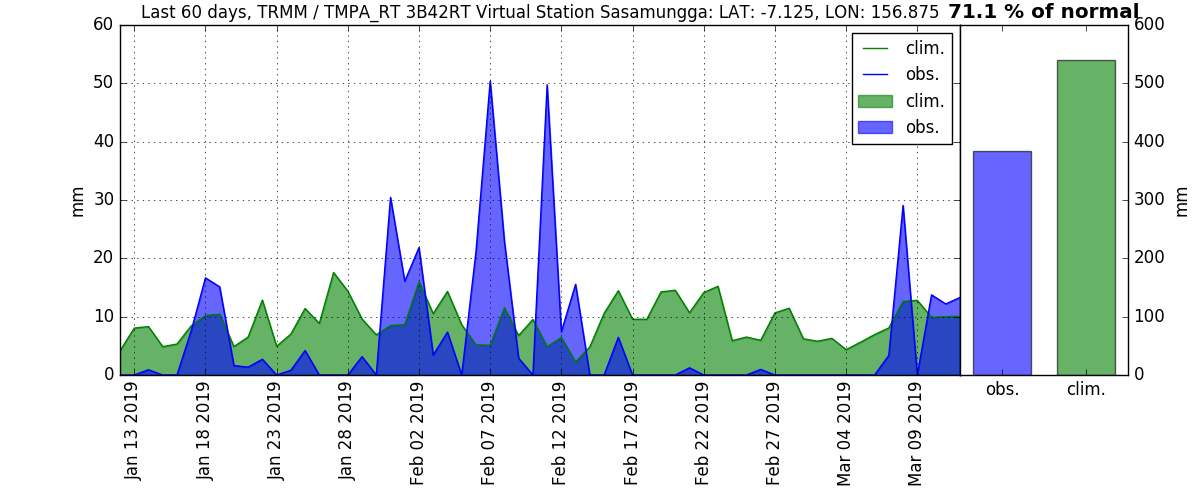 Last 60 days, TRMM / TMPA_RT 3B42RT Virtual Station Sasamungga: LAT: -7.125, LON: 156.875 71.1 % of normal
60
50
40
30
20
10
0
mm
clim.
obs.
clim.
obs.
600
500
400
300
200
100
0
mm
obs. clim.
Jan 13 2019
Jan 18 2019
Jan 23 2019
Jan 28 2019
Feb 02 2019
Feb 07 2019
Feb 12 2019
Feb 17 2019
Feb 22 2019
Feb 27 2019
Mar 04 2019
Mar 09 2019